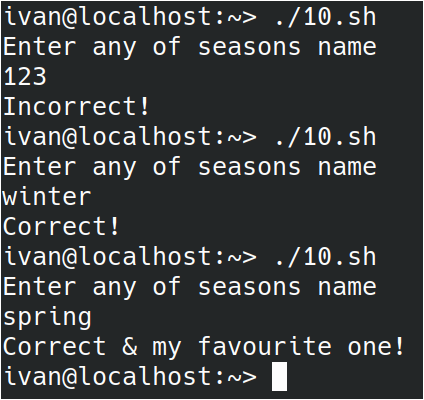 ivan@localhost:~> ./10.sh
Enter any of seasons name
123
Incorrect!
ivan@localhost:~> ./10.sh
Enter any of seasons name
winter
Correct!
ivan@localhost:~> ./10.sh
Enter any of seasons name
spring
Correct & my favourite one!
ivan@localhost:~>